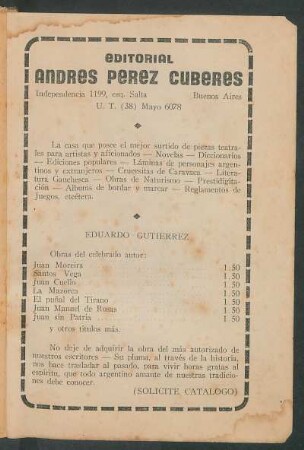 EDITORIAL
ANDRES PEREZ CUBERES
Independencia 1199, esq. Salta Buenos Aires
U. T. (38) Mayo 6078
La casa que posee el mejor surtido de piezas teatra-
les para artistas y aficionados — Novelas — Diccionarios
— Ediciones populares — Láminas de personajes argen-
tinos y extranjeros — Crucesitas de Caravaca — Litera-
tura Gauchesca — Obras de Naturismo — Prestidigita-
ción — Albums de bordar y marcar — Reglamentos de
Juegos, etcétera.
EDUARDO GUTIERREZ
Obras del celebrado autor:
Juan Moreira 1.50
Santos Vega 1.50
Juan Cuello 1.50
La Mazorca 1.50
El puñal del Tirano 1.50
Juan Manuel de Rosas 1.50
Juan sin Patria 1.50
y otros títulos más.
No deje de adquirir la obra del más autorizado de
nuestros escritores — Su pluma, al través de la historia,
nos hace trasladar al pasado, para vivir horas gratas al
espíritu, que todo argentino amante de nuestras tradicio-
nes debe conocer.
(SOLICITE CATALOGO)